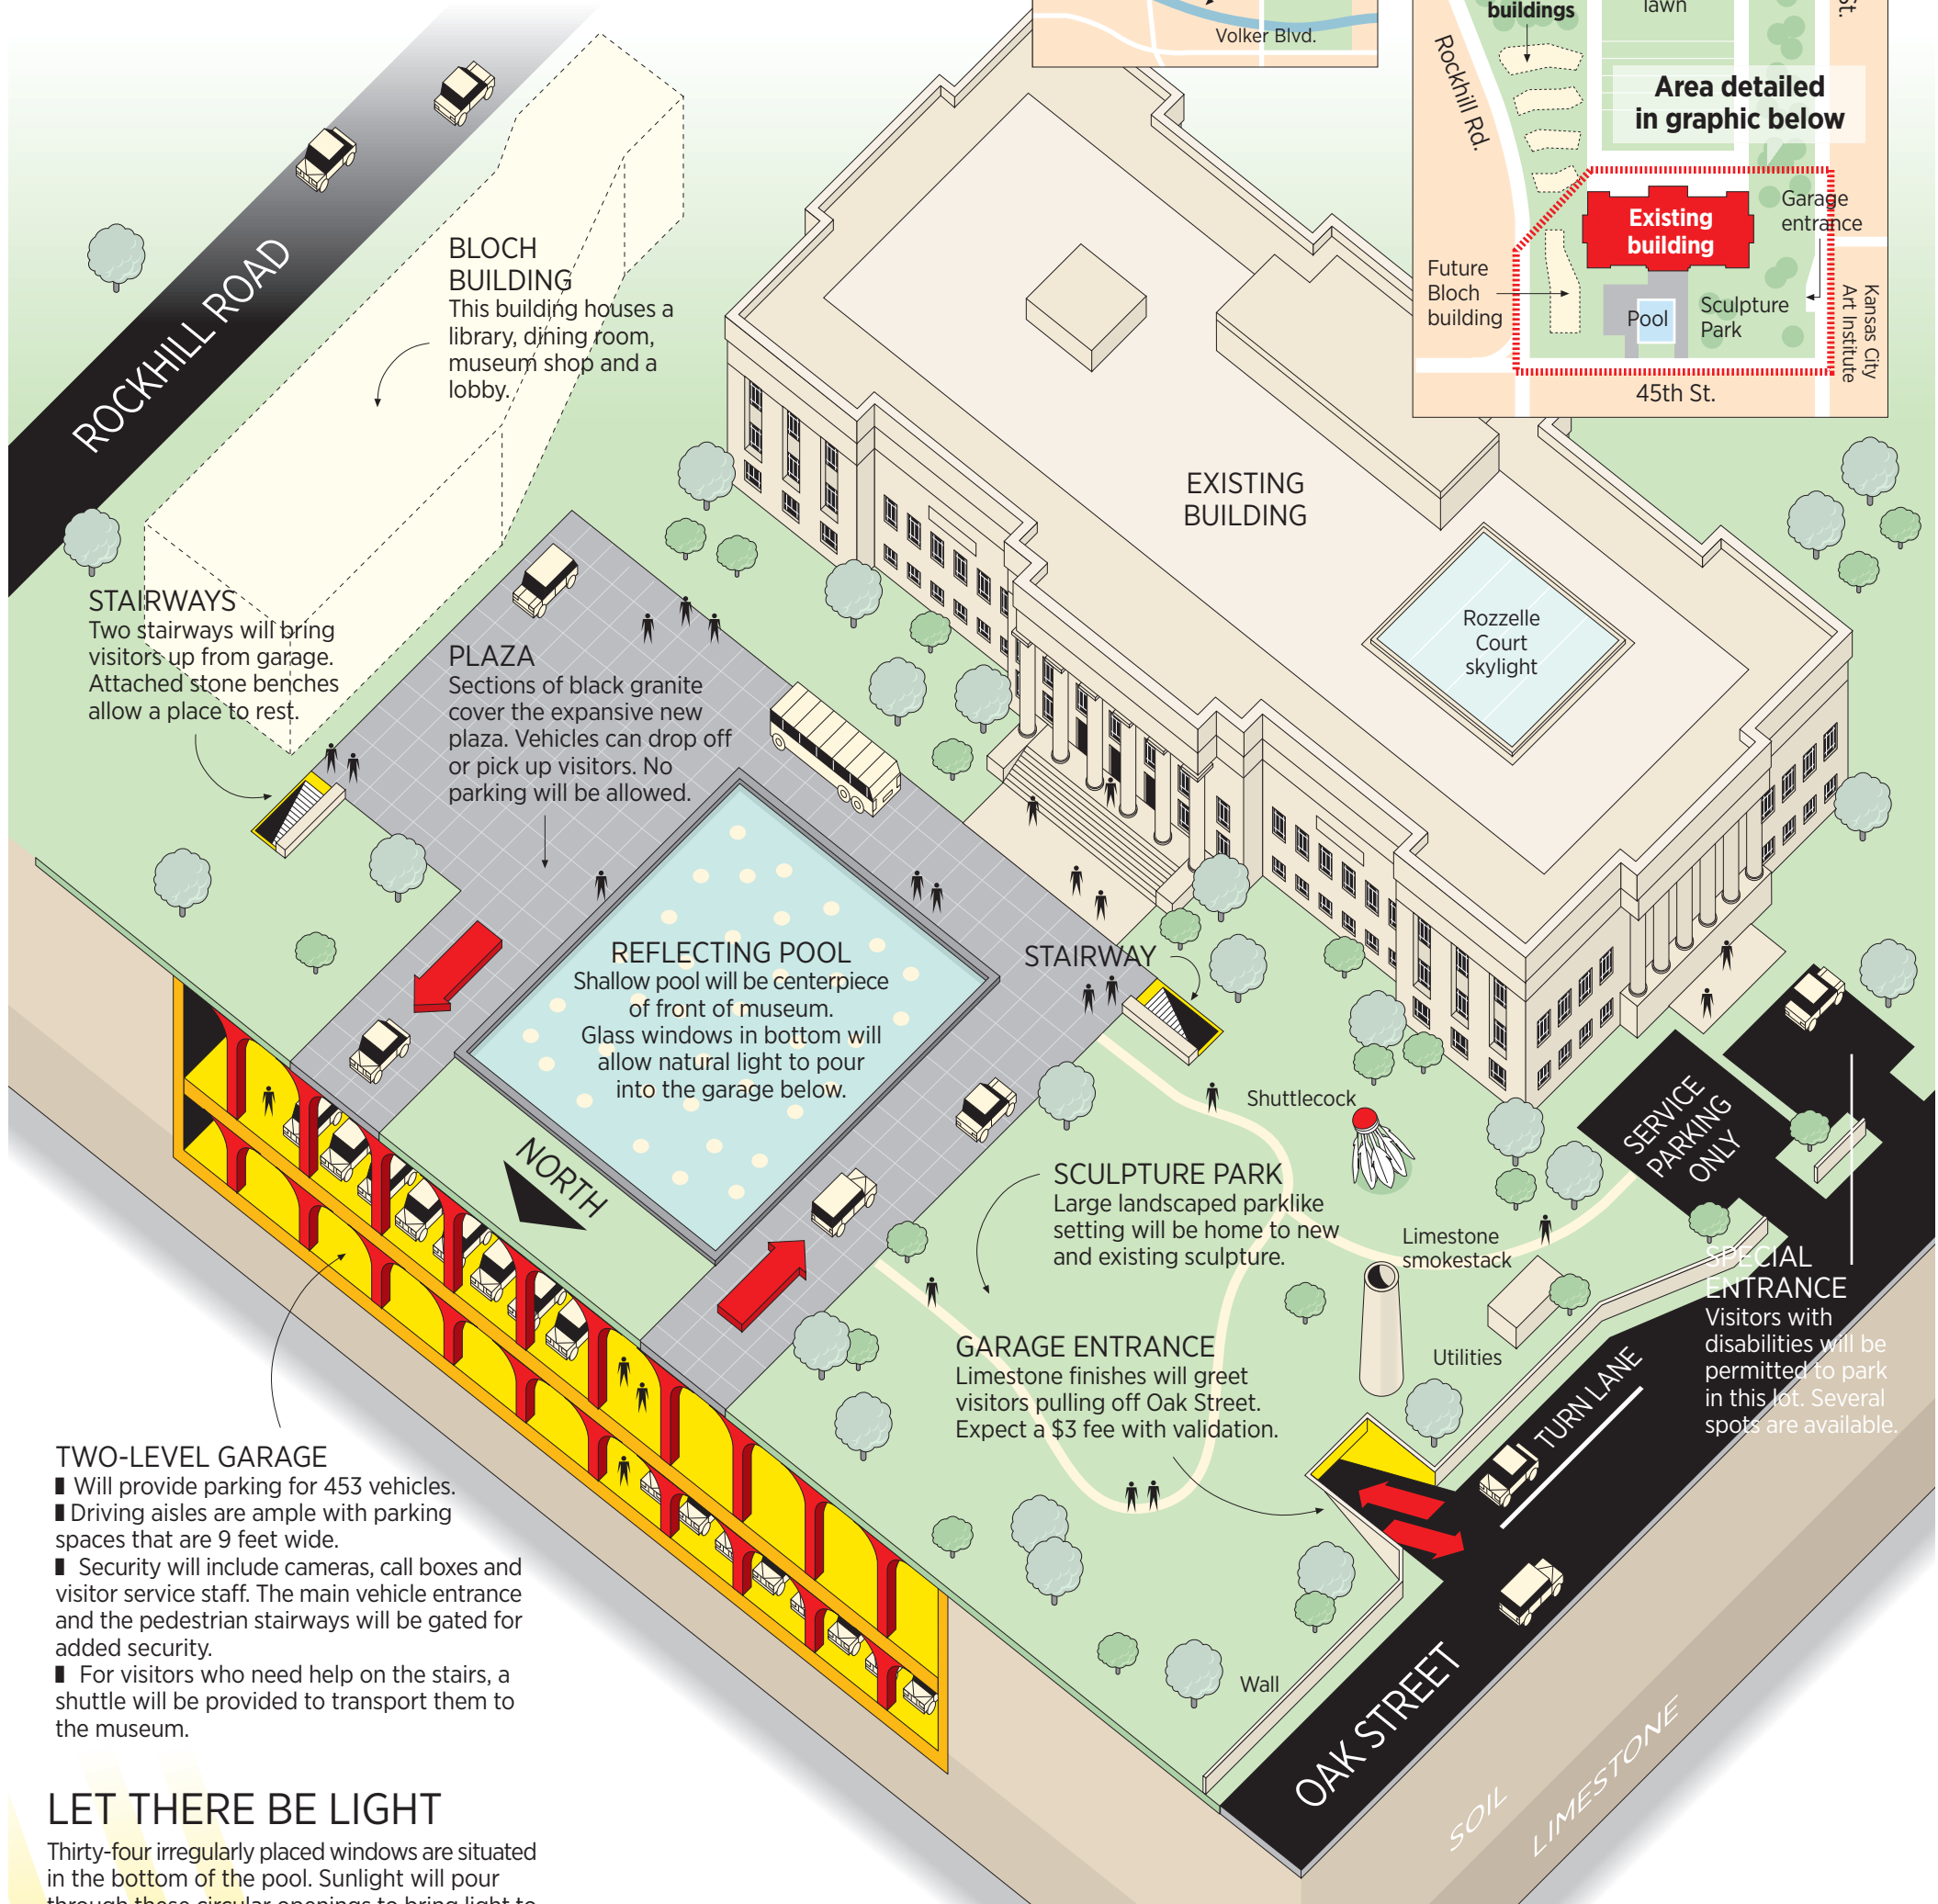 Volker Blvd.
buildings
lawn
St.
Rockhill Rd.
Area detailed
in graphic below
Existing
building
Garage
entrance
Future
Bloch
building
Pool
Sculpture
Park
Kansas City
Art Institute
45th St.
ROCKHILL ROAD
BLOCH
BUILDING
This building houses a
library, dining room,
museum shop and a
lobby.
EXISTING
BUILDING
Rozzelle
Court
skylight
STAIRWAYS
Two stairways will bring
visitors up from garage.
Attached stone benches
allow a place to rest.
PLAZA
Sections of black granite
cover the expansive new
plaza. Vehicles can drop off
or pick up visitors. No
parking will be allowed.
REFLECTING POOL
Shallow pool will be centerpiece
of front of museum.
Glass windows in bottom will
allow natural light to pour
into the garage below.
STAIRWAY
NORTH
Shuttlecock
SERVICE
PARKING
ONLY
SCULPTURE PARK
Large landscaped parklike
setting will be home to new
and existing sculpture.
Limestone
smokestack
Utilities
SPECIAL
ENTRANCE
Visitors with
disabilities will be
permitted to park
in this lot. Several
spots are available.
GARAGE ENTRANCE
Limestone finishes will greet
visitors pulling off Oak Street.
Expect a $3 fee with validation.
TURN LANE
Wall
OAK STREET
SOIL
LIMESTONE
TWO-LEVEL GARAGE
▮ Will provide parking for 453 vehicles.
▮ Driving aisles are ample with parking
spaces that are 9 feet wide.
▮ Security will include cameras, call boxes and
visitor service staff. The main vehicle entrance
and the pedestrian stairways will be gated for
added security.
▮ For visitors who need help on the stairs, a
shuttle will be provided to transport them to
the museum.
LET THERE BE LIGHT
Thirty-four irregularly placed windows are situated
in the bottom of the pool. Sunlight will pour
through these circular openings to bring light to